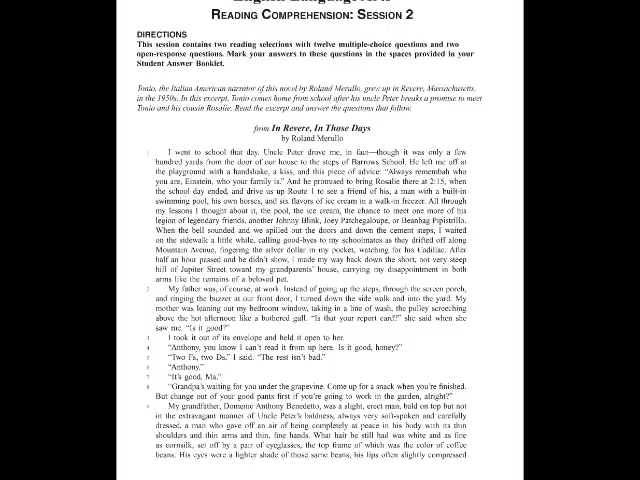 READING COMPREHENSION: SESSION 2
DIRECTIONS
This session contains two reading selections with twelve multiple-choice questions and two
open-response questions. Mark your answers to these questions in the spaces provided in your
Student Answer Booklet.
Tonio, the Italian American narrator of this novel by Roland Merullo, grew up in Revere, Massachusetts,
in the 1950s. In this excerpt, Tonio comes home from school after his uncle Peter breaks a promise to meet
Tonio and his cousin Rosalie. Read the excerpt and answer the questions that follow.
from In Revere, In Those Days
by Roland Merullo
1 I went to school that day. Uncle Peter drove me, in fact—though it was only a few
hundred yards from the door of our house to the steps of Barrows School. He left me off at
the playground with a handshake, a kiss, and this piece of advice: “Always remember who
you are, Einstein, who your family is.” And he promised to bring Rosalie there at 2:15, when
the school day ended, and drive us up Route 1 to see a friend of his, a man with a built-in
swimming pool, his own horses, and six flavors of ice cream in a walk-in freezer. All through
my lessons I thought about it, the pool, the ice cream, the chance to meet one more of his
legion of legendary friends, another Johnny Blink, Joey Patchegaloupe, or Beanbag Pipistrillo.
When the bell sounded and we spilled out the doors and down the cement steps, I waited
on the sidewalk a little while, calling good-byes to my schoolmates as they drifted off along
Mountain Avenue, fingering the silver dollar in my pocket, watching for his Cadillac. After
half an hour passed and he didn’t show, I made my way back down the short, not very steep
hill of Jupiter Street toward my grandparents’ house, carrying my disappointment in both
arms like the remains of a beloved pet.
2 My father was, of course, at work. Instead of going up the steps, through the screen porch,
and ringing the buzzer at our front door, I turned down the side walk and into the yard. My
mother was leaning out my bedroom window, taking in a line of wash, the pulley screeching
above the hot afternoon like a bothered gull. “Is that your report card?” she said when she
saw me. “Is it good?”
3 I took it out of its envelope and held it open to her.
4 “Anthony, you know I can’t read it from up here. Is it good, honey?”
5 “Two Fs, two Ds,” I said. “The rest isn’t bad.”
6 “Anthony.”
7 “It’s good, Ma.”
8 “Grandpa’s waiting for you under the grapevine. Come up for a snack when you’re finished.
But change out of your good pants first if you’re going to work in the garden, alright?”
9 My grandfather, Domenic Anthony Benedetto, was a slight, erect man, bald on top but not
in the extravagant manner of Uncle Peter’s baldness, always very soft-spoken and carefully
dressed, a man who gave off an air of being completely at peace in his body with its thin
shoulders and thin arms and thin, fine hands. What hair he still had was white and as fine
as cornsilk, set off by a pair of eyeglasses, the top frame of which was the color of coffee
beans. His eyes were a lighter shade of those same beans; his lips often slightly compressed